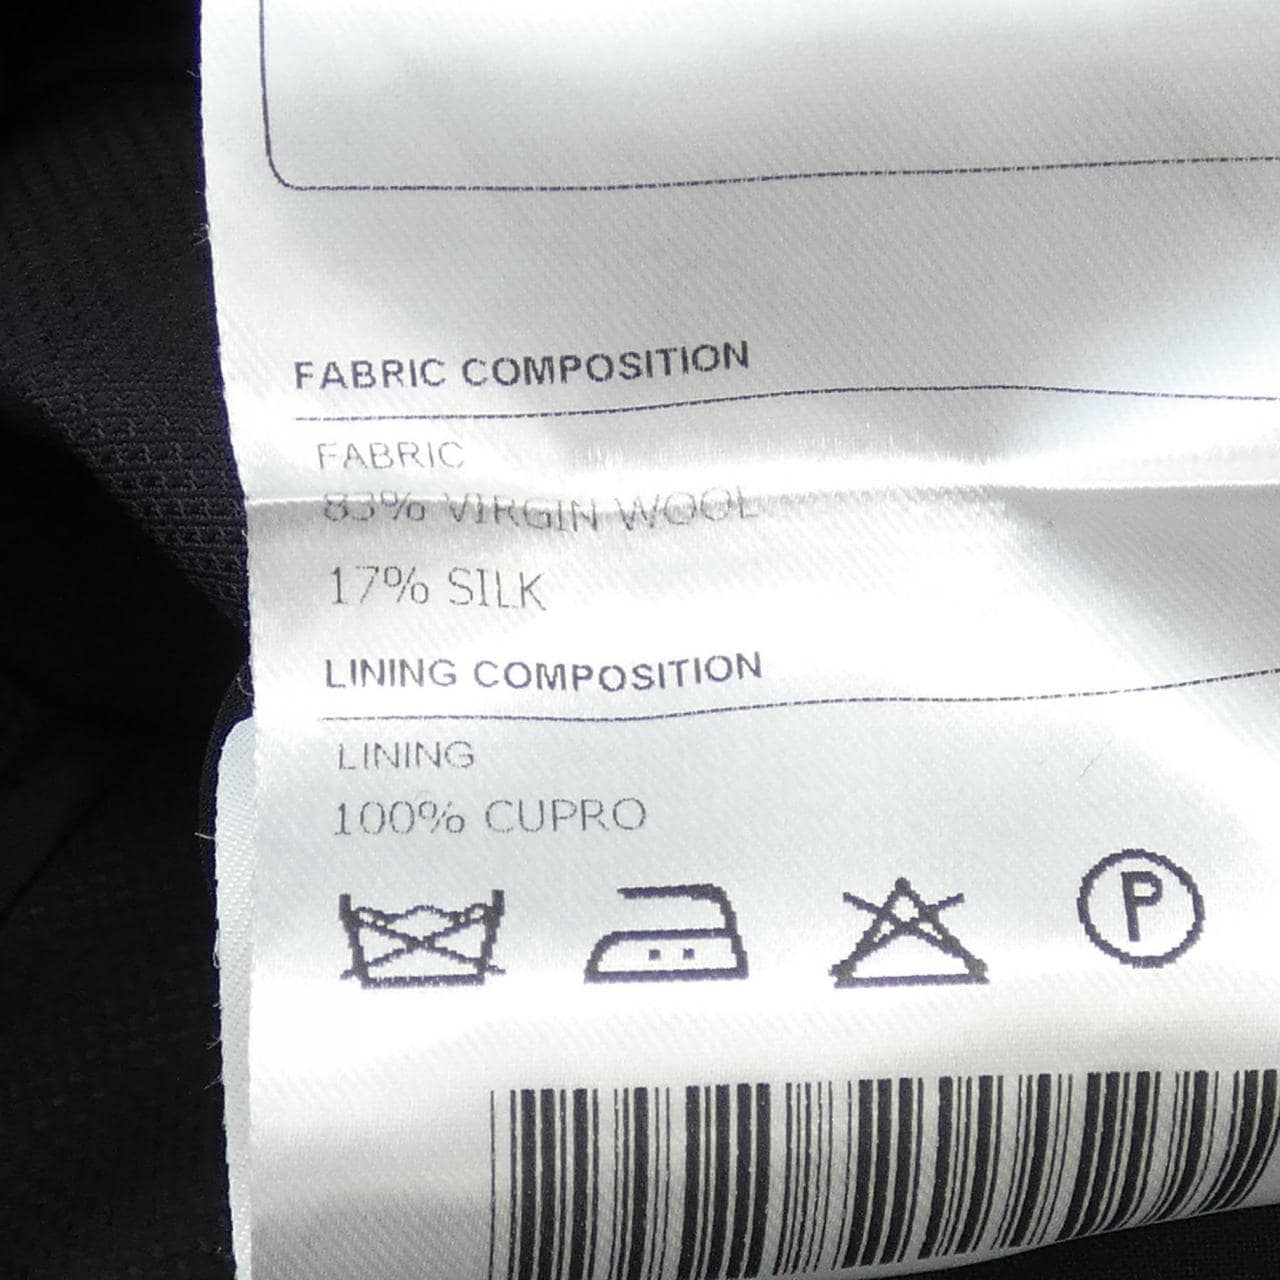 FABRIC COMPOSITION
FABRIC
83% VIRGIN WOOL
17% SILK
LINING COMPOSITION
LINING
100% CUPRO
P